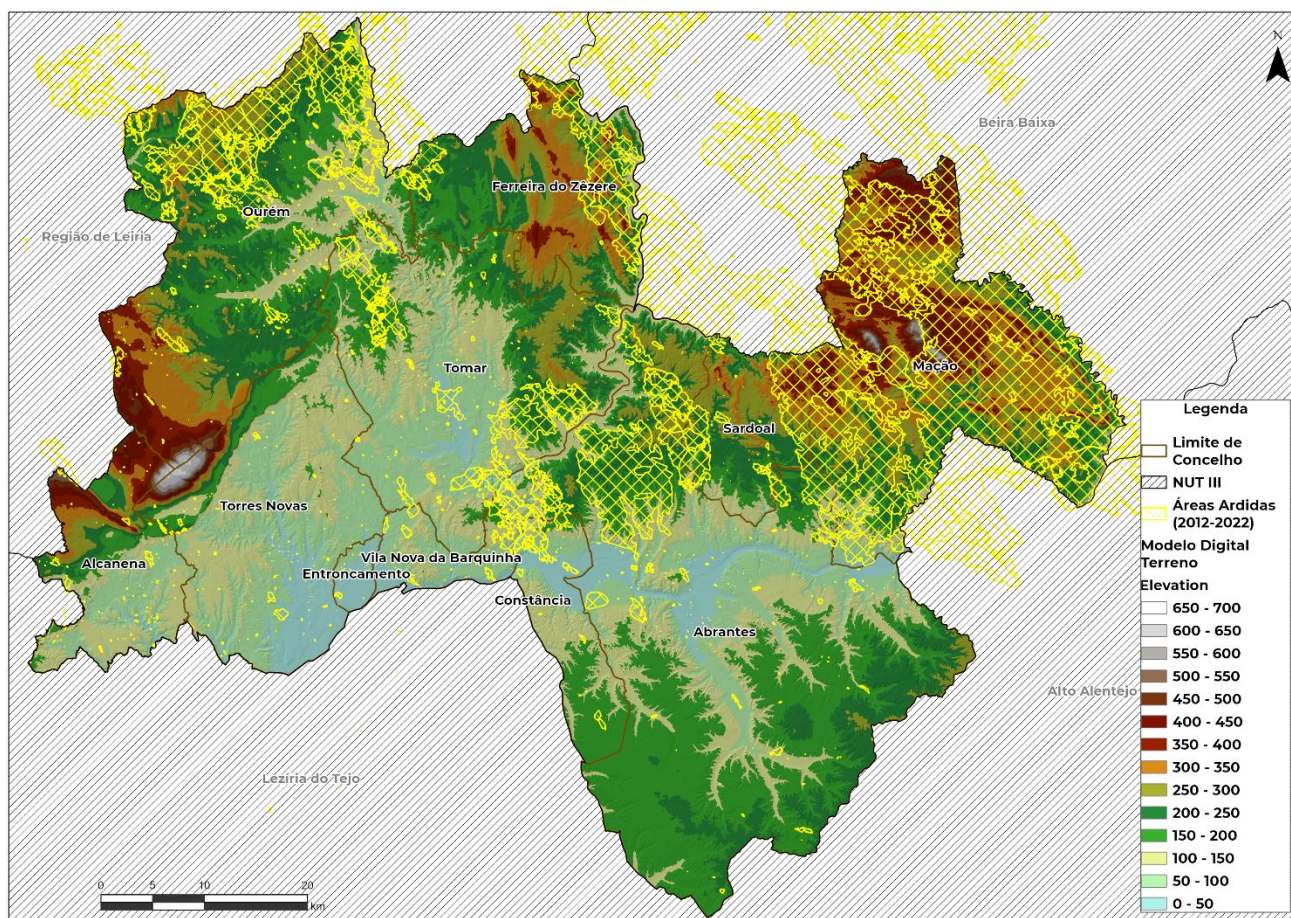 N
Beira Baixa
Ferreira do Zêzere
Ourém
Região de Leiria
Tomar
Mação
Sardoal
Torres Novas
Vila Nova da Barquinha
Alcanena
Entroncamento
Constância
Abrantes
Alto Alentejo
Lezíria do Tejo
Legenda
Limite de
Concelho
NUT III
Áreas Ardidas
(2012-2022)
Modelo Digital
Terreno
Elevation
650 - 700
600 - 650
550 - 600
500 - 550
450 - 500
400 - 450
350 - 400
300 - 350
250 - 300
200 - 250
150 - 200
100 - 150
50 - 100
0 - 50
0 5 10 20
km